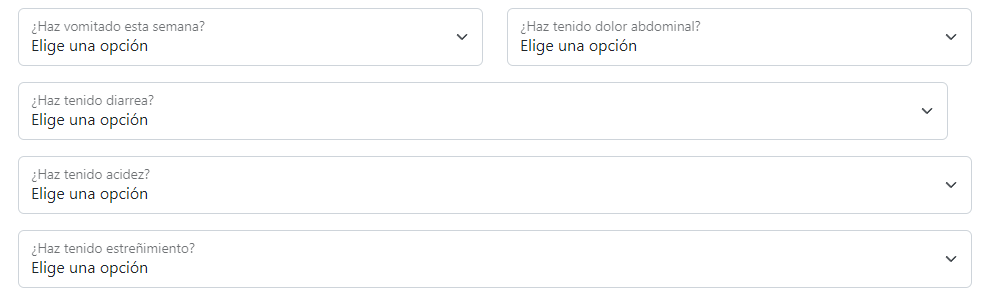 ¿Haz vomitado esta semana?
Elige una opción
¿Haz tenido dolor abdominal?
Elige una opción
¿Haz tenido diarrea?
Elige una opción
¿Haz tenido acidez?
Elige una opción
¿Haz tenido estreñimiento?
Elige una opción